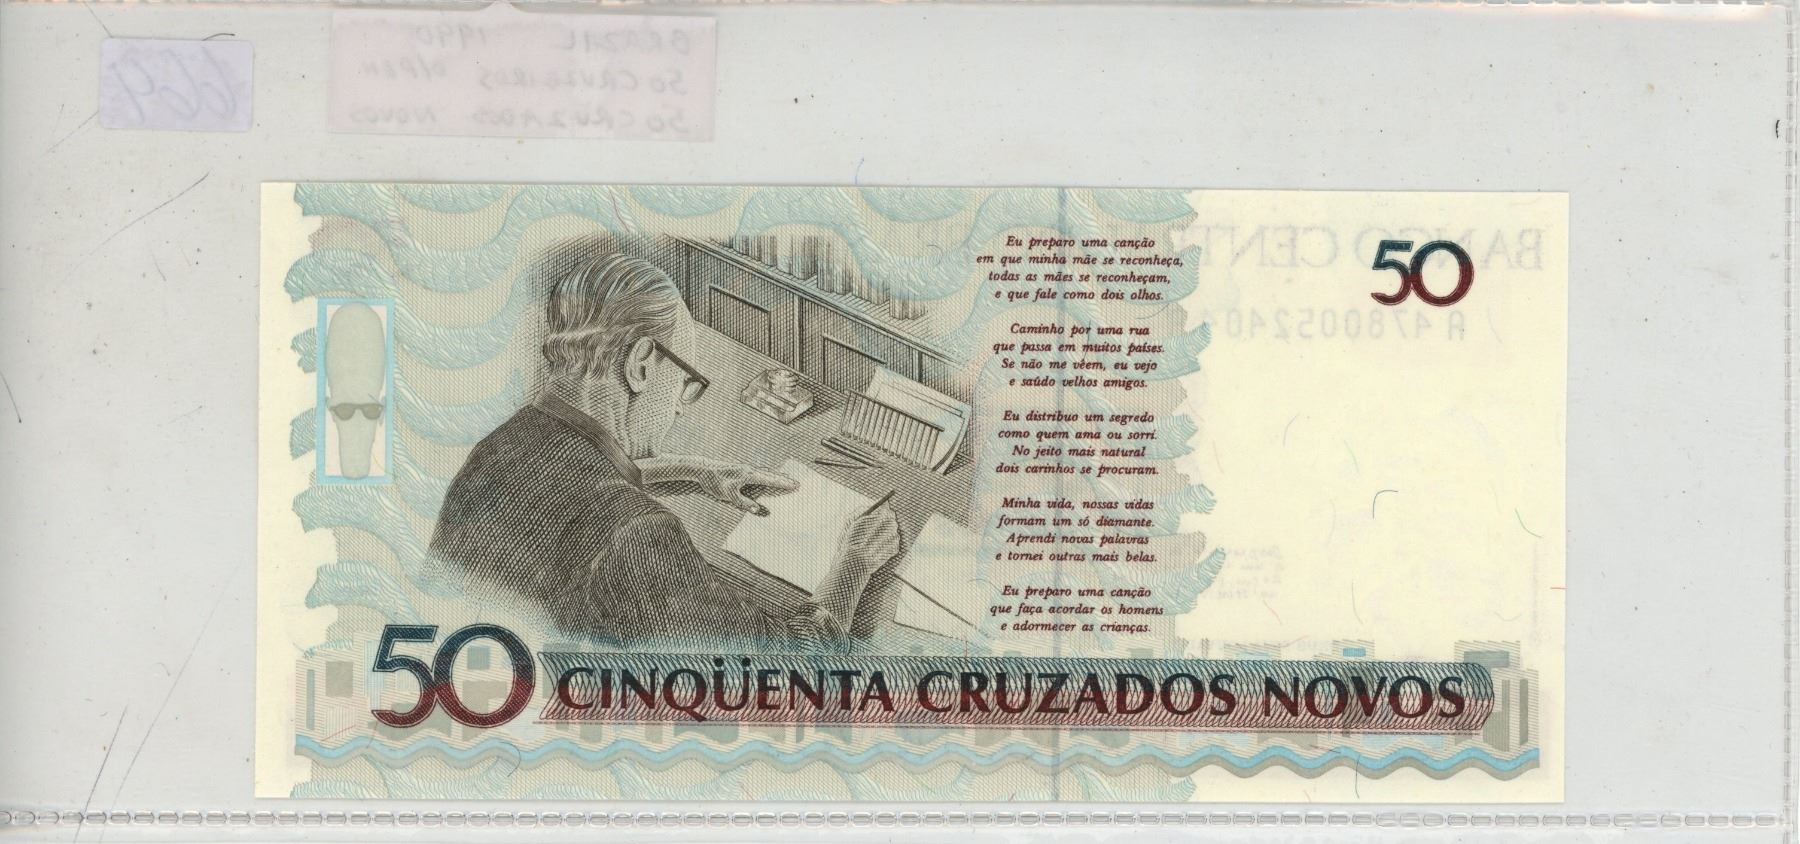 BRAZIL 1990
50 CRUZEIROS O/P ON
50 CRUZADOS NOVOS
669
BANCO CENT
A 478005240
50
Eu preparo uma canção
em que minha mãe se reconheça,
todas as mães se reconheçam,
e que fale como dois olhos.
Caminho por uma rua
que passa em muitos países.
Se não me vêem, eu vejo
e saúdo velhos amigos.
Eu distribuo um segredo
como quem ama ou sorri.
No jeito mais natural
dois carinhos se procuram.
Minha vida, nossas vidas
formam um só diamante.
Aprendi novas palavras
e tornei outras mais belas.
Eu preparo uma canção
que faça acordar os homens
e adormecer as crianças.
50 CINQÜENTA CRUZADOS NOVOS